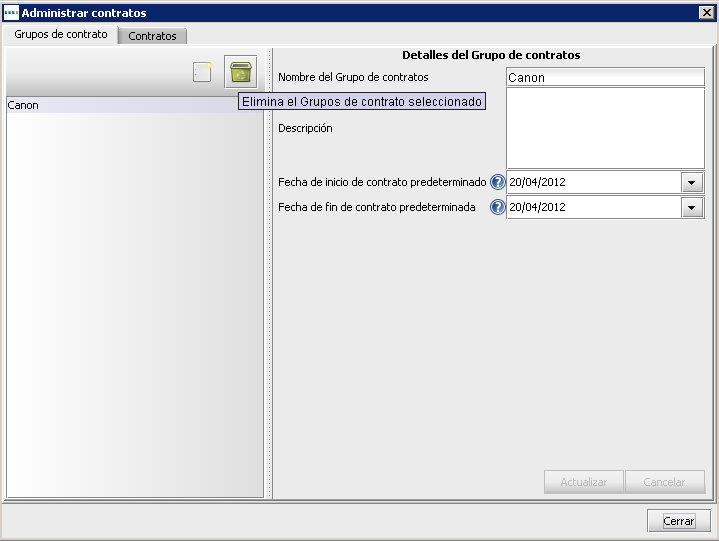 Administrar contratos
Grupos de contrato
Contratos
Detalles del Grupo de contratos
Nombre del Grupo de contratos
Canon
Canon
Elimina el Grupos de contrato seleccionado
Descripción
Fecha de inicio de contrato predeterminado
20/04/2012
Fecha de fin de contrato predeterminada
20/04/2012
Actualizar
Cancelar
Cerrar